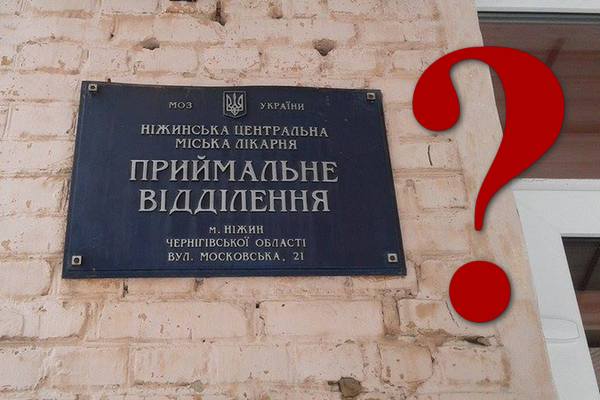 МОЗ УКРАЇНИ
НІЖИНСЬКА ЦЕНТРАЛЬНА
МІСЬКА ЛІКАРНЯ
ПРИЙМАЛЬНЕ
ВІДДІЛЕННЯ
м. НІЖИН
ЧЕРНІГІВСЬКОЇ ОБЛАСТІ
ВУЛ. МОСКОВСЬКА, 21
?